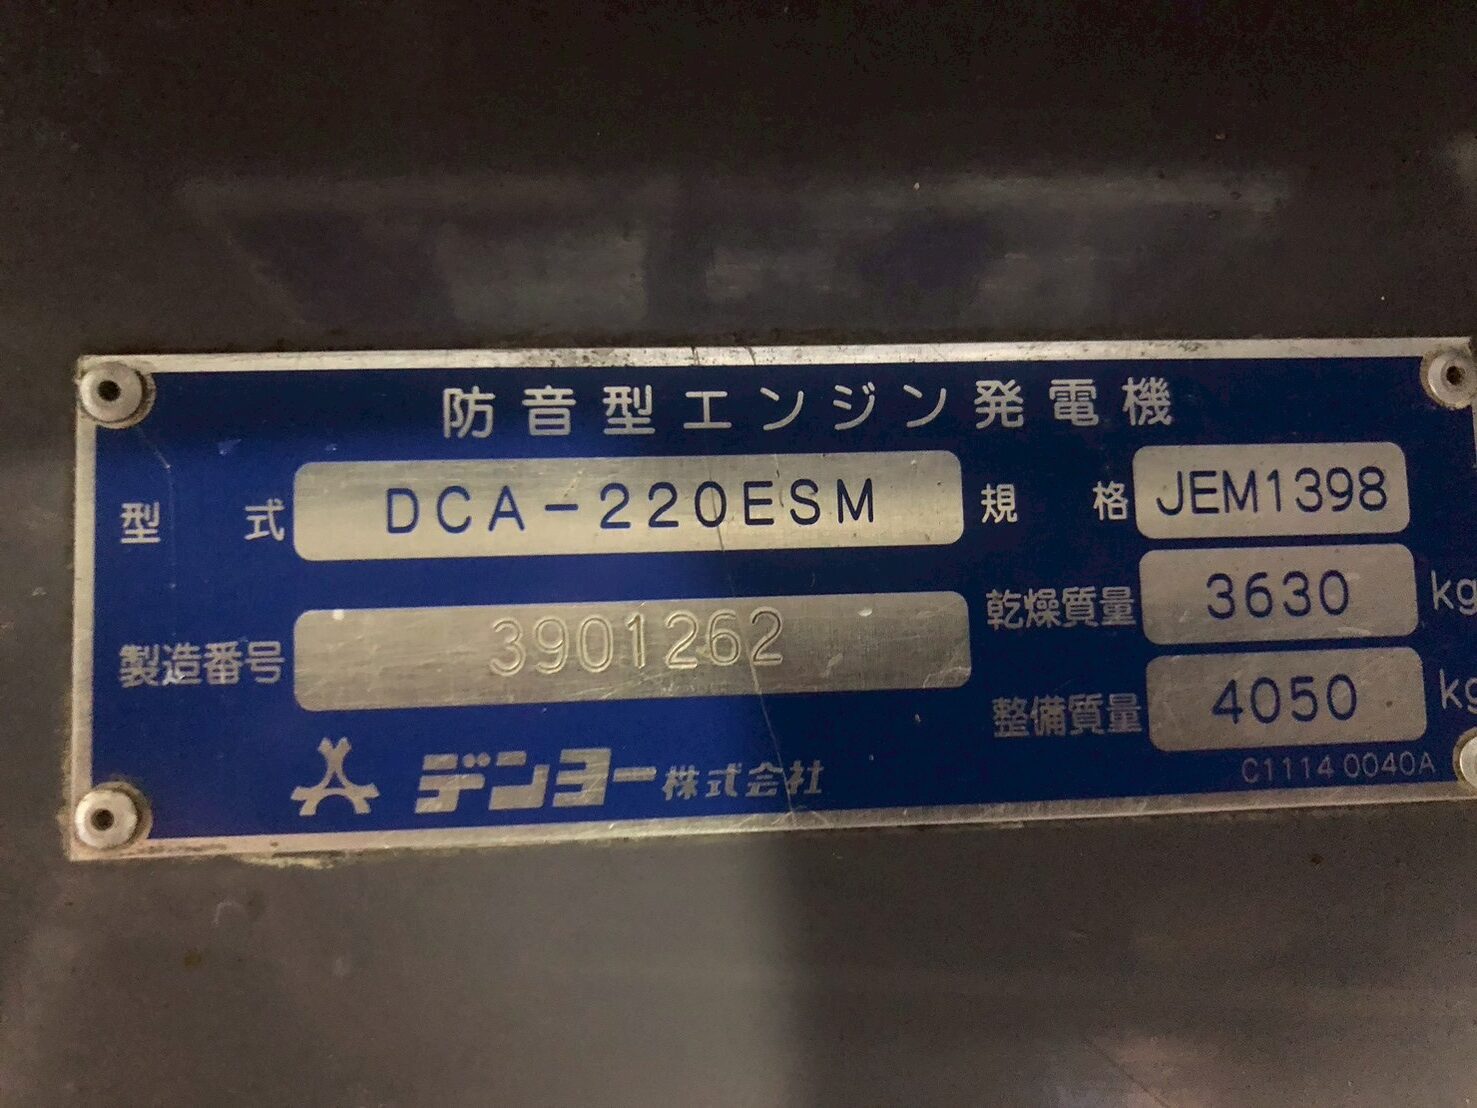 防音型エンジン発電機
型式 DCA-220ESM 規格 JEM1398
製造番号 3901262 乾燥質量 3630 kg
整備質量 4050 kg
デンヨー株式会社 C1114 0040A